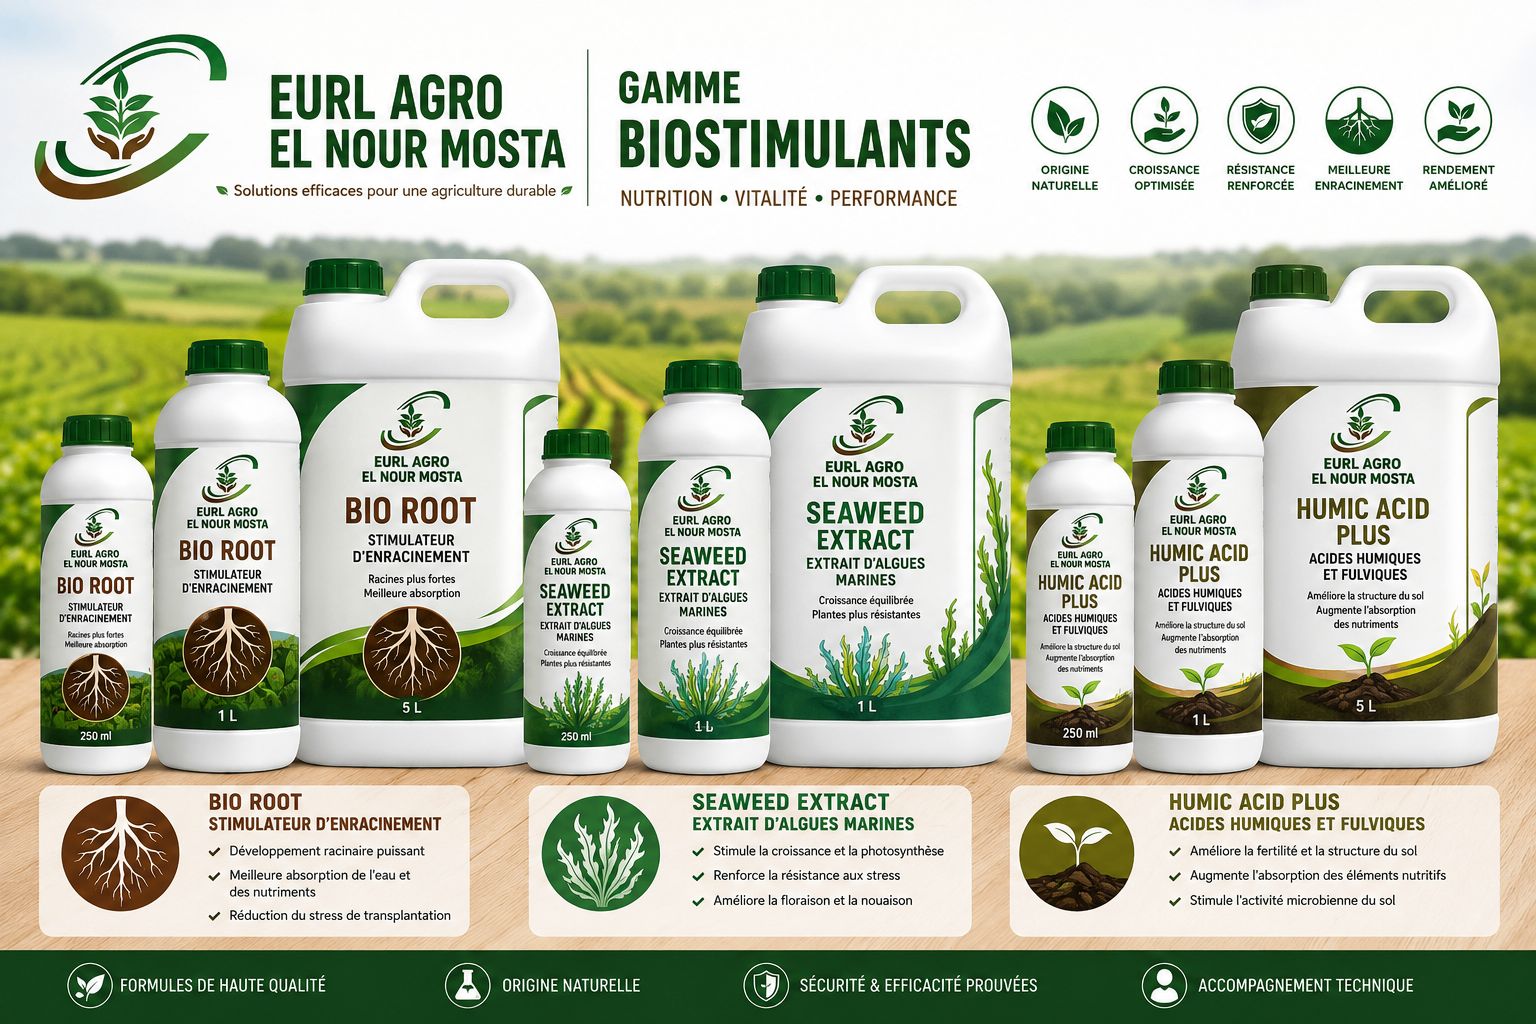 EURL AGRO
EL NOUR MOSTA
Solutions efficaces pour une agriculture durable
GAMME
BIOSTIMULANTS
NUTRITION • VITALITÉ • PERFORMANCE
ORIGINE
NATURELLE
CROISSANCE
OPTIMISÉE
RÉSISTANCE
RENFORCÉE
MEILLEURE
ENRACINEMENT
RENDEMENT
AMÉLIORÉ
EURL AGRO
EL NOUR MOSTA
BIO ROOT
STIMULATEUR
D'ENRACINEMENT
Racines plus fortes
Meilleure absorption
250 ml
EURL AGRO
EL NOUR MOSTA
BIO ROOT
STIMULATEUR
D'ENRACINEMENT
1 L
EURL AGRO
EL NOUR MOSTA
BIO ROOT
STIMULATEUR
D'ENRACINEMENT
Racines plus fortes
Meilleure absorption
5 L
EURL AGRO
EL NOUR MOSTA
SEAWEED
EXTRACT
EXTRAIT D'ALGUES
MARINES
Croissance équilibrée
Plantes plus résistantes
250 ml
EURL AGRO
EL NOUR MOSTA
SEAWEED
EXTRACT
EXTRAIT D'ALGUES
MARINES
Croissance équilibrée
Plantes plus résistantes
1 L
EURL AGRO
EL NOUR MOSTA
SEAWEED
EXTRACT
EXTRAIT D'ALGUES
MARINES
Croissance équilibrée
Plantes plus résistantes
1 L
EURL AGRO
EL NOUR MOSTA
HUMIC ACID
PLUS
ACIDES HUMIQUES
ET FULVIQUES
Améliore la structure du sol
Augmente l'absorption
des nutriments
250 ml
EURL AGRO
EL NOUR MOSTA
HUMIC ACID
PLUS
ACIDES HUMIQUES
ET FULVIQUES
Améliore la structure du sol
Augmente l'absorption
des nutriments
1 L
EURL AGRO
EL NOUR MOSTA
HUMIC ACID
PLUS
ACIDES HUMIQUES
ET FULVIQUES
Améliore la structure du sol
Augmente l'absorption
des nutriments
5 L
BIO ROOT
STIMULATEUR D'ENRACINEMENT
Développement racinaire puissant
Meilleure absorption de l'eau et
des nutriments
Réduction du stress de transplantation
SEAWEED EXTRACT
EXTRAIT D'ALGUES MARINES
Stimule la croissance et la photosynthèse
Renforce la résistance aux stress
Améliore la floraison et la nouaison
HUMIC ACID PLUS
ACIDES HUMIQUES ET FULVIQUES
Améliore la fertilité et la structure du sol
Augmente l'absorption des éléments nutritifs
Stimule l'activité microbienne du sol
FORMULES DE HAUTE QUALITÉ
ORIGINE NATURELLE
SÉCURITÉ & EFFICACITÉ PROUVÉES
ACCOMPAGNEMENT TECHNIQUE